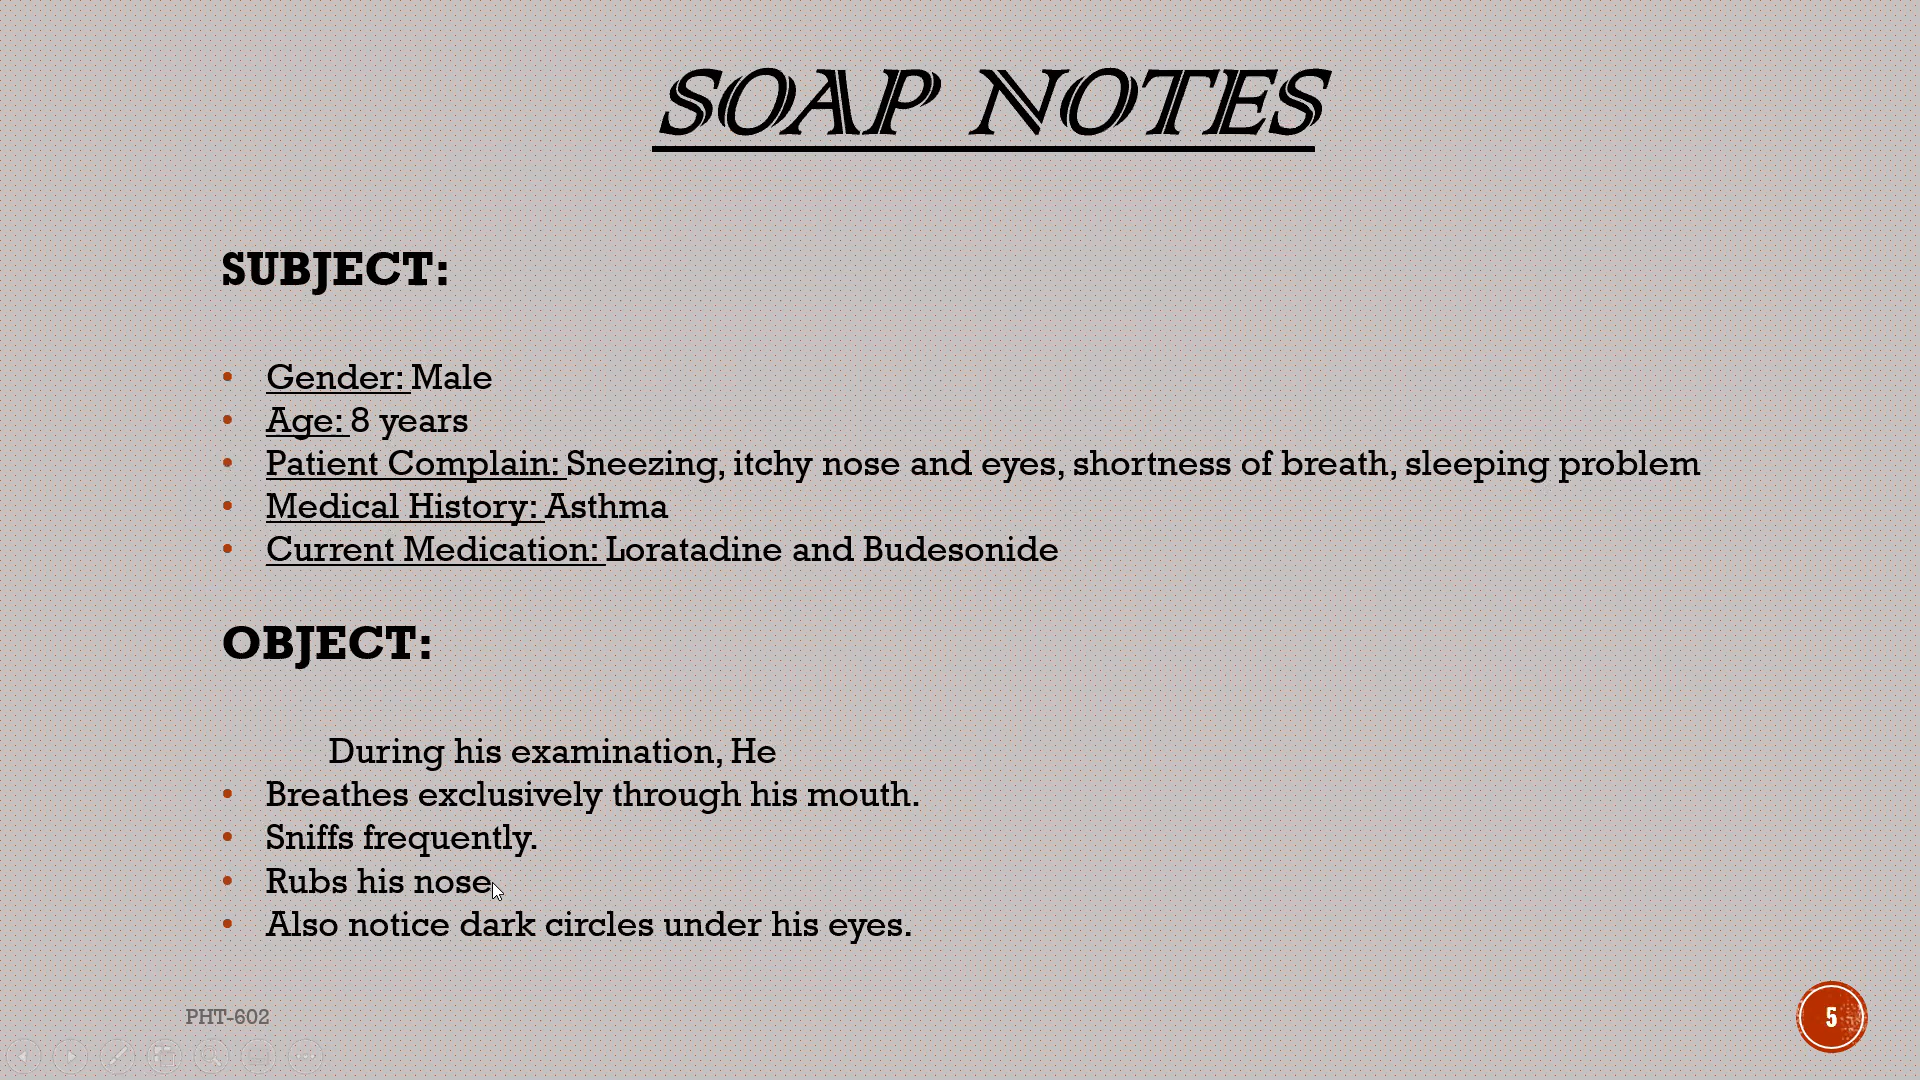 SOAP NOTES
SUBJECT:
• Gender: Male
• Age: 8 years
• Patient Complain: Sneezing, itchy nose and eyes, shortness of breath, sleeping problem
• Medical History: Asthma
• Current Medication: Loratadine and Budesonide
OBJECT:
During his examination, He
• Breathes exclusively through his mouth.
• Sniffs frequently.
• Rubs his nose.
• Also notice dark circles under his eyes.
PHT-602
5